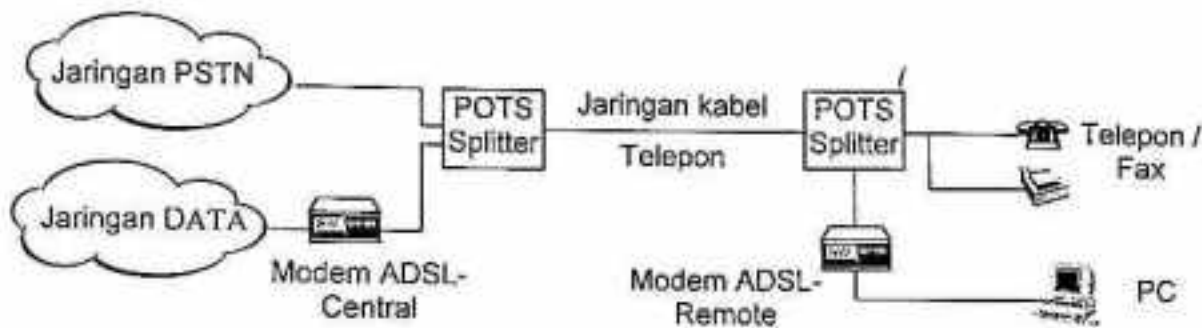 Jaringan PSTN
Jaringan DATA
Modem ADSL-
Central
POTS
Splitter
Jaringan kabel
Telepon
POTS
Splitter
Modem ADSL-
Remote
Telepon /
Fax
PC